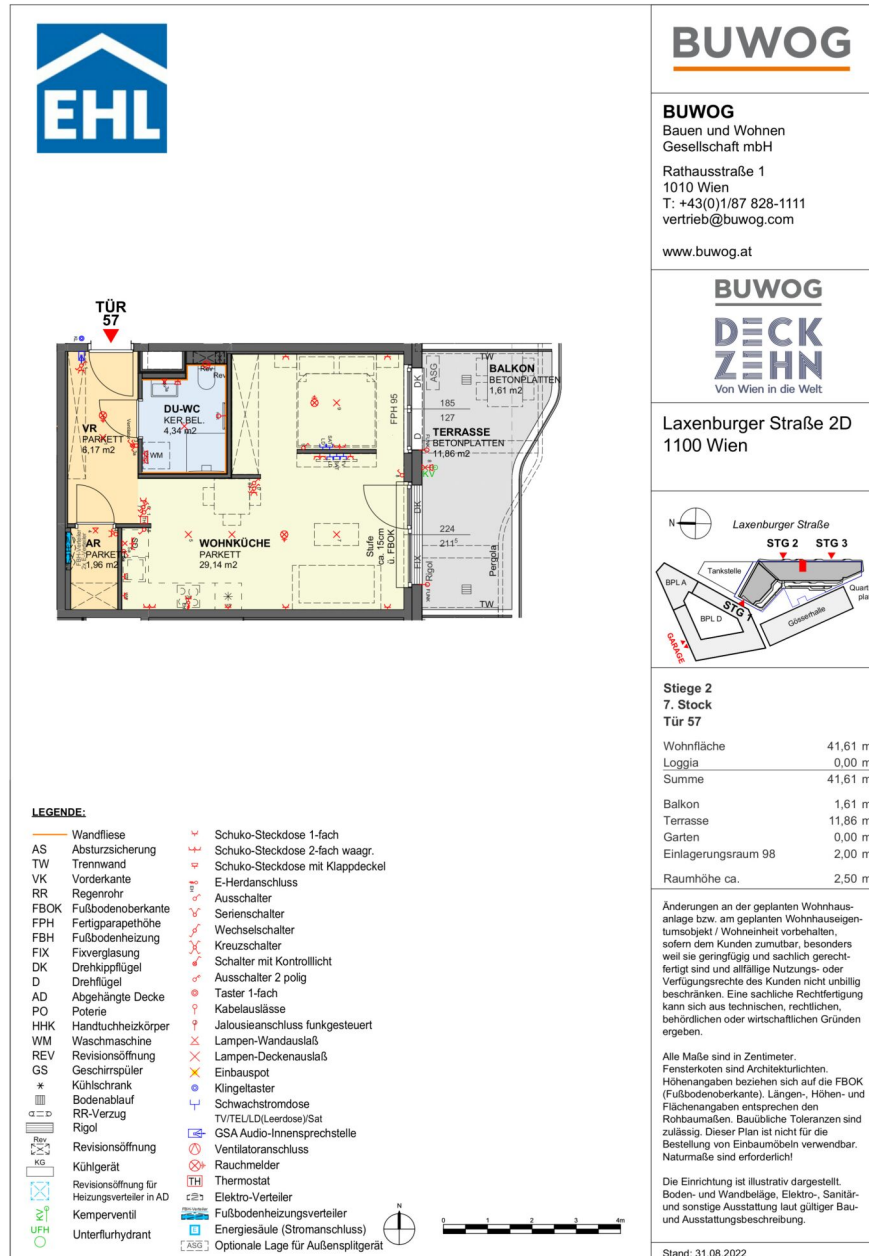 EHL
BUWOG
BUWOG
Bauen und Wohnen
Gesellschaft mbH
Rathausstraße 1
1010 Wien
T: +43(0)1/87 828-1111
vertrieb@buwog.com
www.buwog.at
BUWOG
DECK
ZEHN
Von Wien in die Welt
Laxenburger Straße 2D
1100 Wien
N
Laxenburger Straße
STG 2 STG 3
Tankstelle
BPL A
BPL D
STG 1
Gösserhalle
GARAGE
Stiege 2
7. Stock
Tür 57
Wohnfläche 41,61 m
Loggia 0,00 m
Summe 41,61 m
Balkon 1,61 m
Terrasse 11,86 m
Garten 0,00 m
Einlagerungsraum 98 2,00 m
Raumhöhe ca. 2,50 m
Änderungen an der geplanten Wohnhaus-
anlage bzw. am geplanten Wohnhauseigen-
tumsobjekt / Wohneinheit vorbehalten,
sofern dem Kunden zumutbar, besonders
weil sie geringfügig und sachlich gerecht-
fertigt sind und allfällige Nutzungs- oder
Verfügungsrechte des Kunden nicht unbillig
beschränken. Eine sachliche Rechtfertigung
kann sich aus technischen, rechtlichen,
behördlichen oder wirtschaftlichen Gründen
ergeben.
Alle Maße sind in Zentimeter.
Fensterkoten sind Architekturlichten.
Höhenangaben beziehen sich auf die FBOK
(Fußbodenoberkante). Längen-, Höhen- und
Flächenangaben entsprechen den
Rohbaumaßen. Bauübliche Toleranzen sind
zulässig. Dieser Plan ist nicht für die
Bestellung von Einbaumöbeln verwendbar.
Naturmaße sind erforderlich!
Die Einrichtung ist illustrativ dargestellt.
Boden- und Wandbeläge, Elektro-, Sanitär-
und sonstige Ausstattung laut gültiger Bau-
und Ausstattungsbeschreibung.
Stand: 31.08.2022
TÜR
57
VR
PARKETT
6,17 m2
DU-WC
KER.BEL.
4,34 m2
WM
Rev
Rev
AR
PARKETT
1,96 m2
GS
WOHNKÜCHE
PARKETT
29,14 m2
Stufe
ca. 15cm
ü. FBOK
FPH 95
DK
D
DK
FIX
ASG
TW
BALKON
BETONPLATTEN
1,61 m2
185
127
TERRASSE
BETONPLATTEN
11,86 m2
KV
224
211⁵
Rigol
Pergola
TW
LEGENDE:
Wandfliese
AS Absturzsicherung
TW Trennwand
VK Vorderkante
RR Regenrohr
FBOK Fußbodenoberkante
FPH Fertigparapethöhe
FBH Fußbodenheizung
FIX Fixverglasung
DK Drehkippflügel
D Drehflügel
AD Abgehängte Decke
PO Poterie
HHK Handtuchheizkörper
WM Waschmaschine
REV Revisionsöffnung
GS Geschirrspüler
Kühlschrank
Bodenablauf
RR-Verzug
Rigol
Rev Revisionsöffnung
KG Kühlgerät
Revisionsöffnung für
Heizungsverteiler in AD
KV Kemperventil
UFH Unterflurhydrant
Schuko-Steckdose 1-fach
Schuko-Steckdose 2-fach waagr.
Schuko-Steckdose mit Klappdeckel
E-Herdanschluss
Ausschalter
Serienschalter
Wechselschalter
Kreuzschalter
Schalter mit Kontrolllicht
Ausschalter 2 polig
Taster 1-fach
Kabelauslässe
Jalousieanschluss funkgesteuert
Lampen-Wandauslaß
Lampen-Deckenauslaß
Einbauspot
Klingeltaster
Schwachstromdose
TV/TEL/LD(Leerdose)/Sat
GSA Audio-Innensprechstelle
Ventilatoranschluss
Rauchmelder
TH Thermostat
Elektro-Verteiler
Fußbodenheizungsverteiler
E Energiesäule (Stromanschluss)
ASG Optionale Lage für Außensplitgerät
N
0 1 2 3 4m